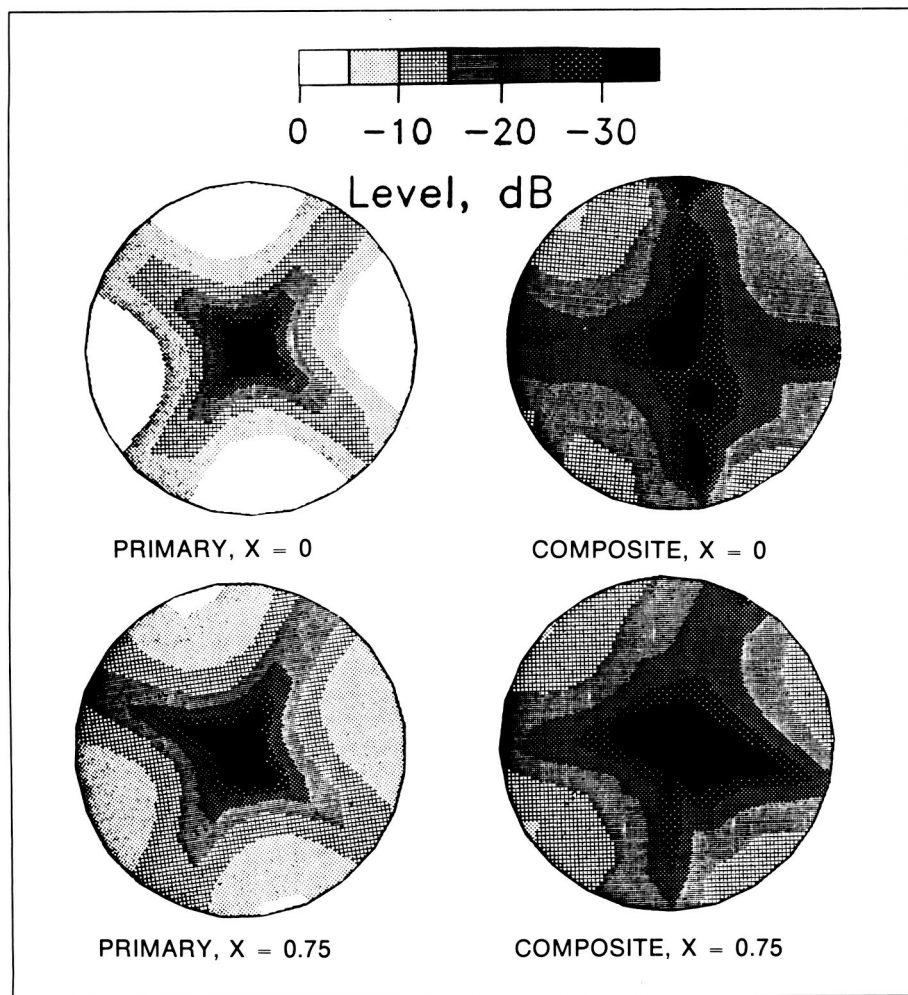 0 -10 -20 -30
Level, dB
PRIMARY, X = 0
COMPOSITE, X = 0
PRIMARY, X = 0.75
COMPOSITE, X = 0.75